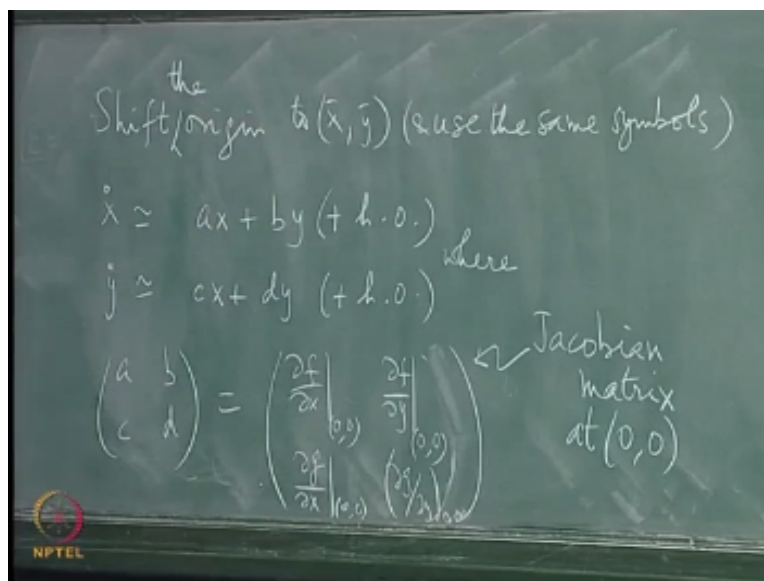 the
Shift origin to (x̄, ȳ) (& use the same symbols)
ẋ ≃ ax + by (+ h.o.)
where
ẏ ≃ cx + dy (+ h.o.)
(a b
c d) = (∂f/∂x|(0,0) ∂f/∂y|(0,0)
∂g/∂x|(0,0) (∂g/∂y)(0,0))
Jacobian
matrix
at (0,0)
NPTEL